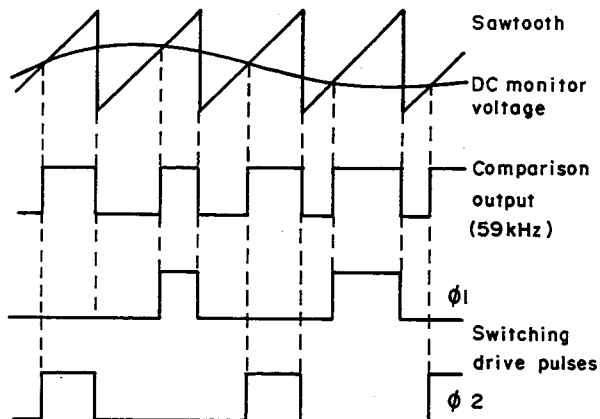 Sawtooth
DC monitor
voltage
Comparison
output
(59kHz)
ϕ1
Switching
drive pulses
ϕ 2